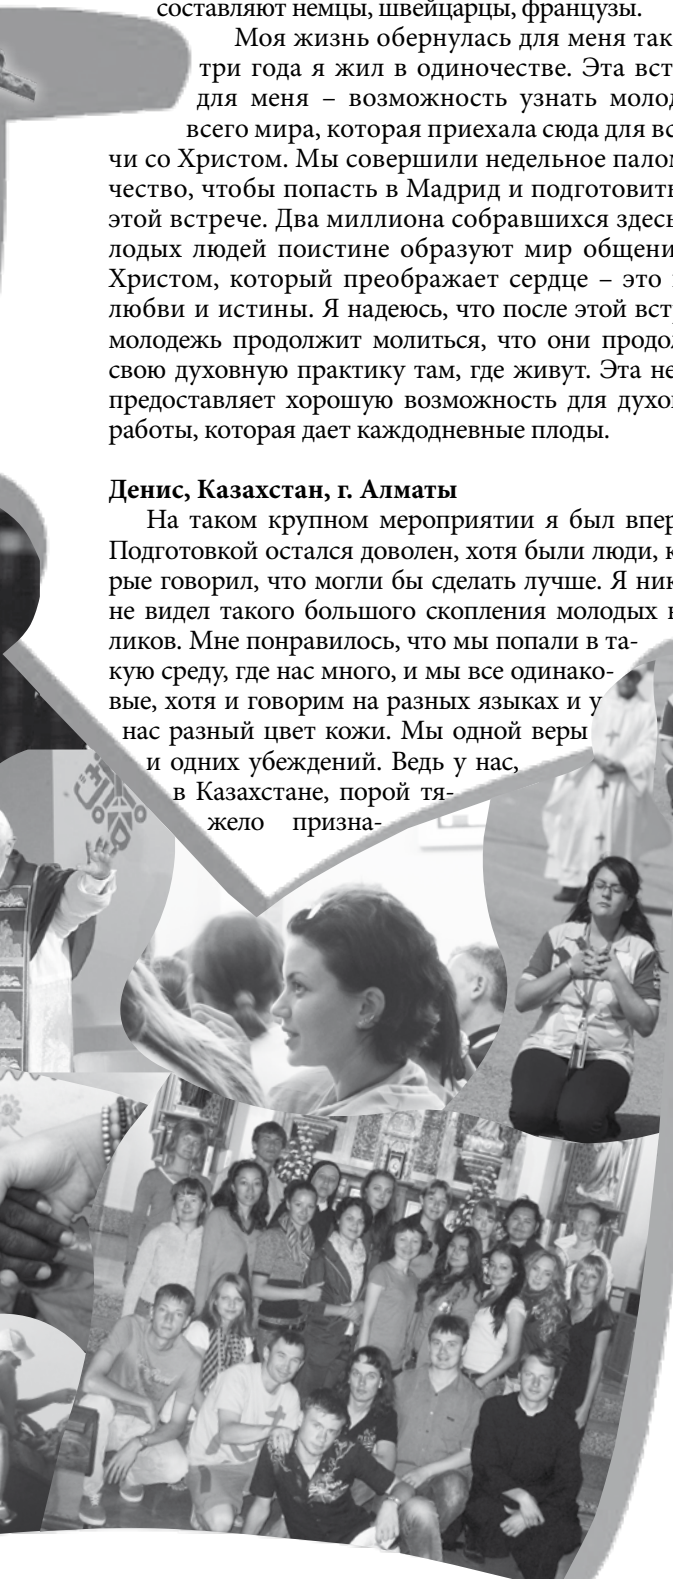 составляют немцы, швейцарцы, французы.
Моя жизнь обернулась для меня так
три года я жил в одиночестве. Эта вст
для меня – возможность узнать молод
всего мира, которая приехала сюда для вс
чи со Христом. Мы совершили недельное палом
чество, чтобы попасть в Мадрид и подготовить
этой встрече. Два миллиона собравшихся здесь
лодых людей поистине образуют мир общени
Христом, который преображает сердце – это
любви и истины. Я надеюсь, что после этой вст
молодежь продолжит молиться, что они продол
свою духовную практику там, где живут. Эта не
предоставляет хорошую возможность для духо
работы, которая дает каждодневные плоды.
Денис, Казахстан, г. Алматы
На таком крупном мероприятии я был впер
Подготовкой остался доволен, хотя были люди, к
рые говорил, что могли бы сделать лучше. Я ник
не видел такого большого скопления молодых к
ликов. Мне понравилось, что мы попали в та-
кую среду, где нас много, и мы все одинако-
вые, хотя и говорим на разных языках и у
нас разный цвет кожи. Мы одной веры
и одних убеждений. Ведь у нас,
в Казахстане, порой тя-
жело призна-